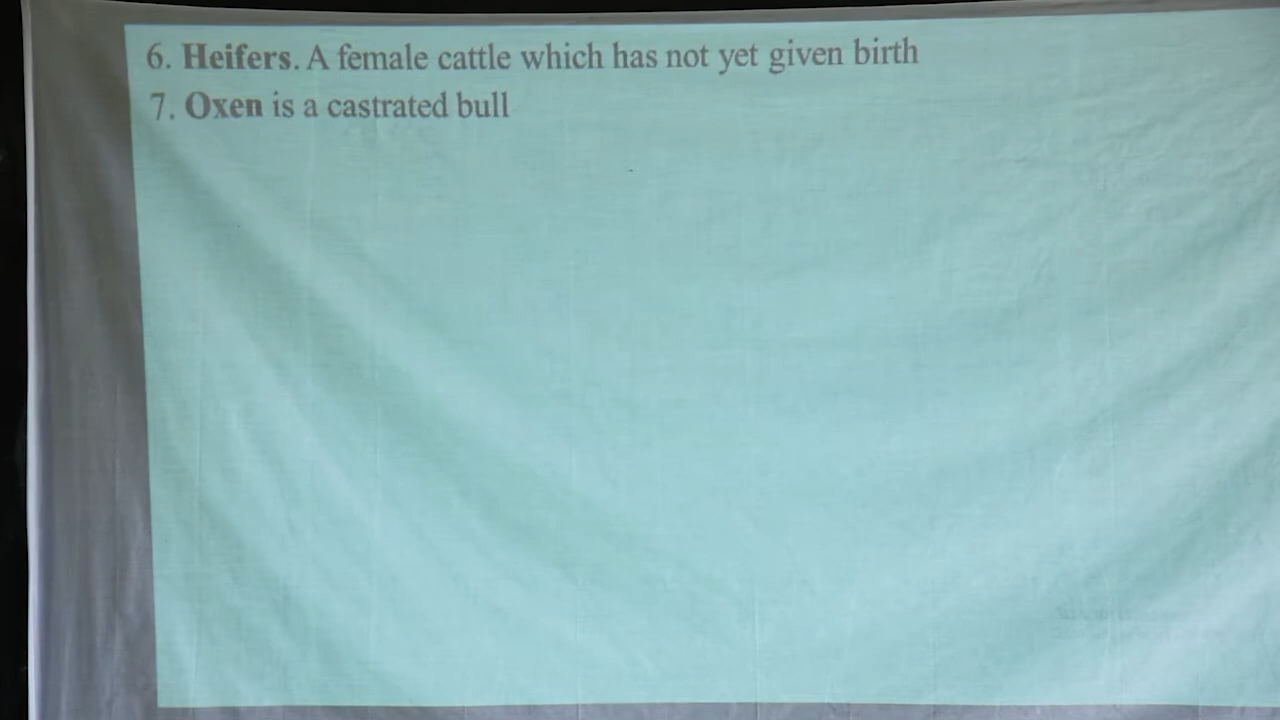 6. Heifers. A female cattle which has not yet given birth
7. Oxen is a castrated bull